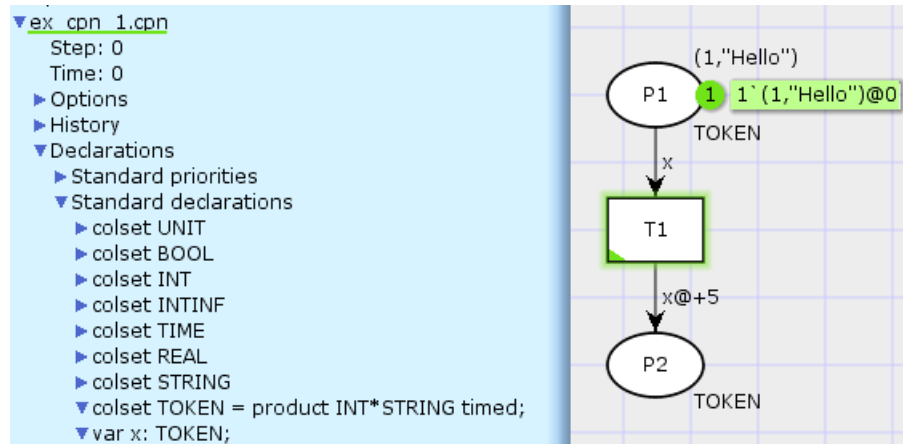 ex_cpn_1.cpn
Step: 0
Time: 0
Options
History
Declarations
Standard priorities
Standard declarations
colset UNIT
colset BOOL
colset INT
colset INTINF
colset TIME
colset REAL
colset STRING
colset TOKEN = product INT*STRING timed;
var x: TOKEN;
(1,"Hello")
P1
1
1`(1,"Hello")@0
TOKEN
x
T1
x@+5
P2
TOKEN